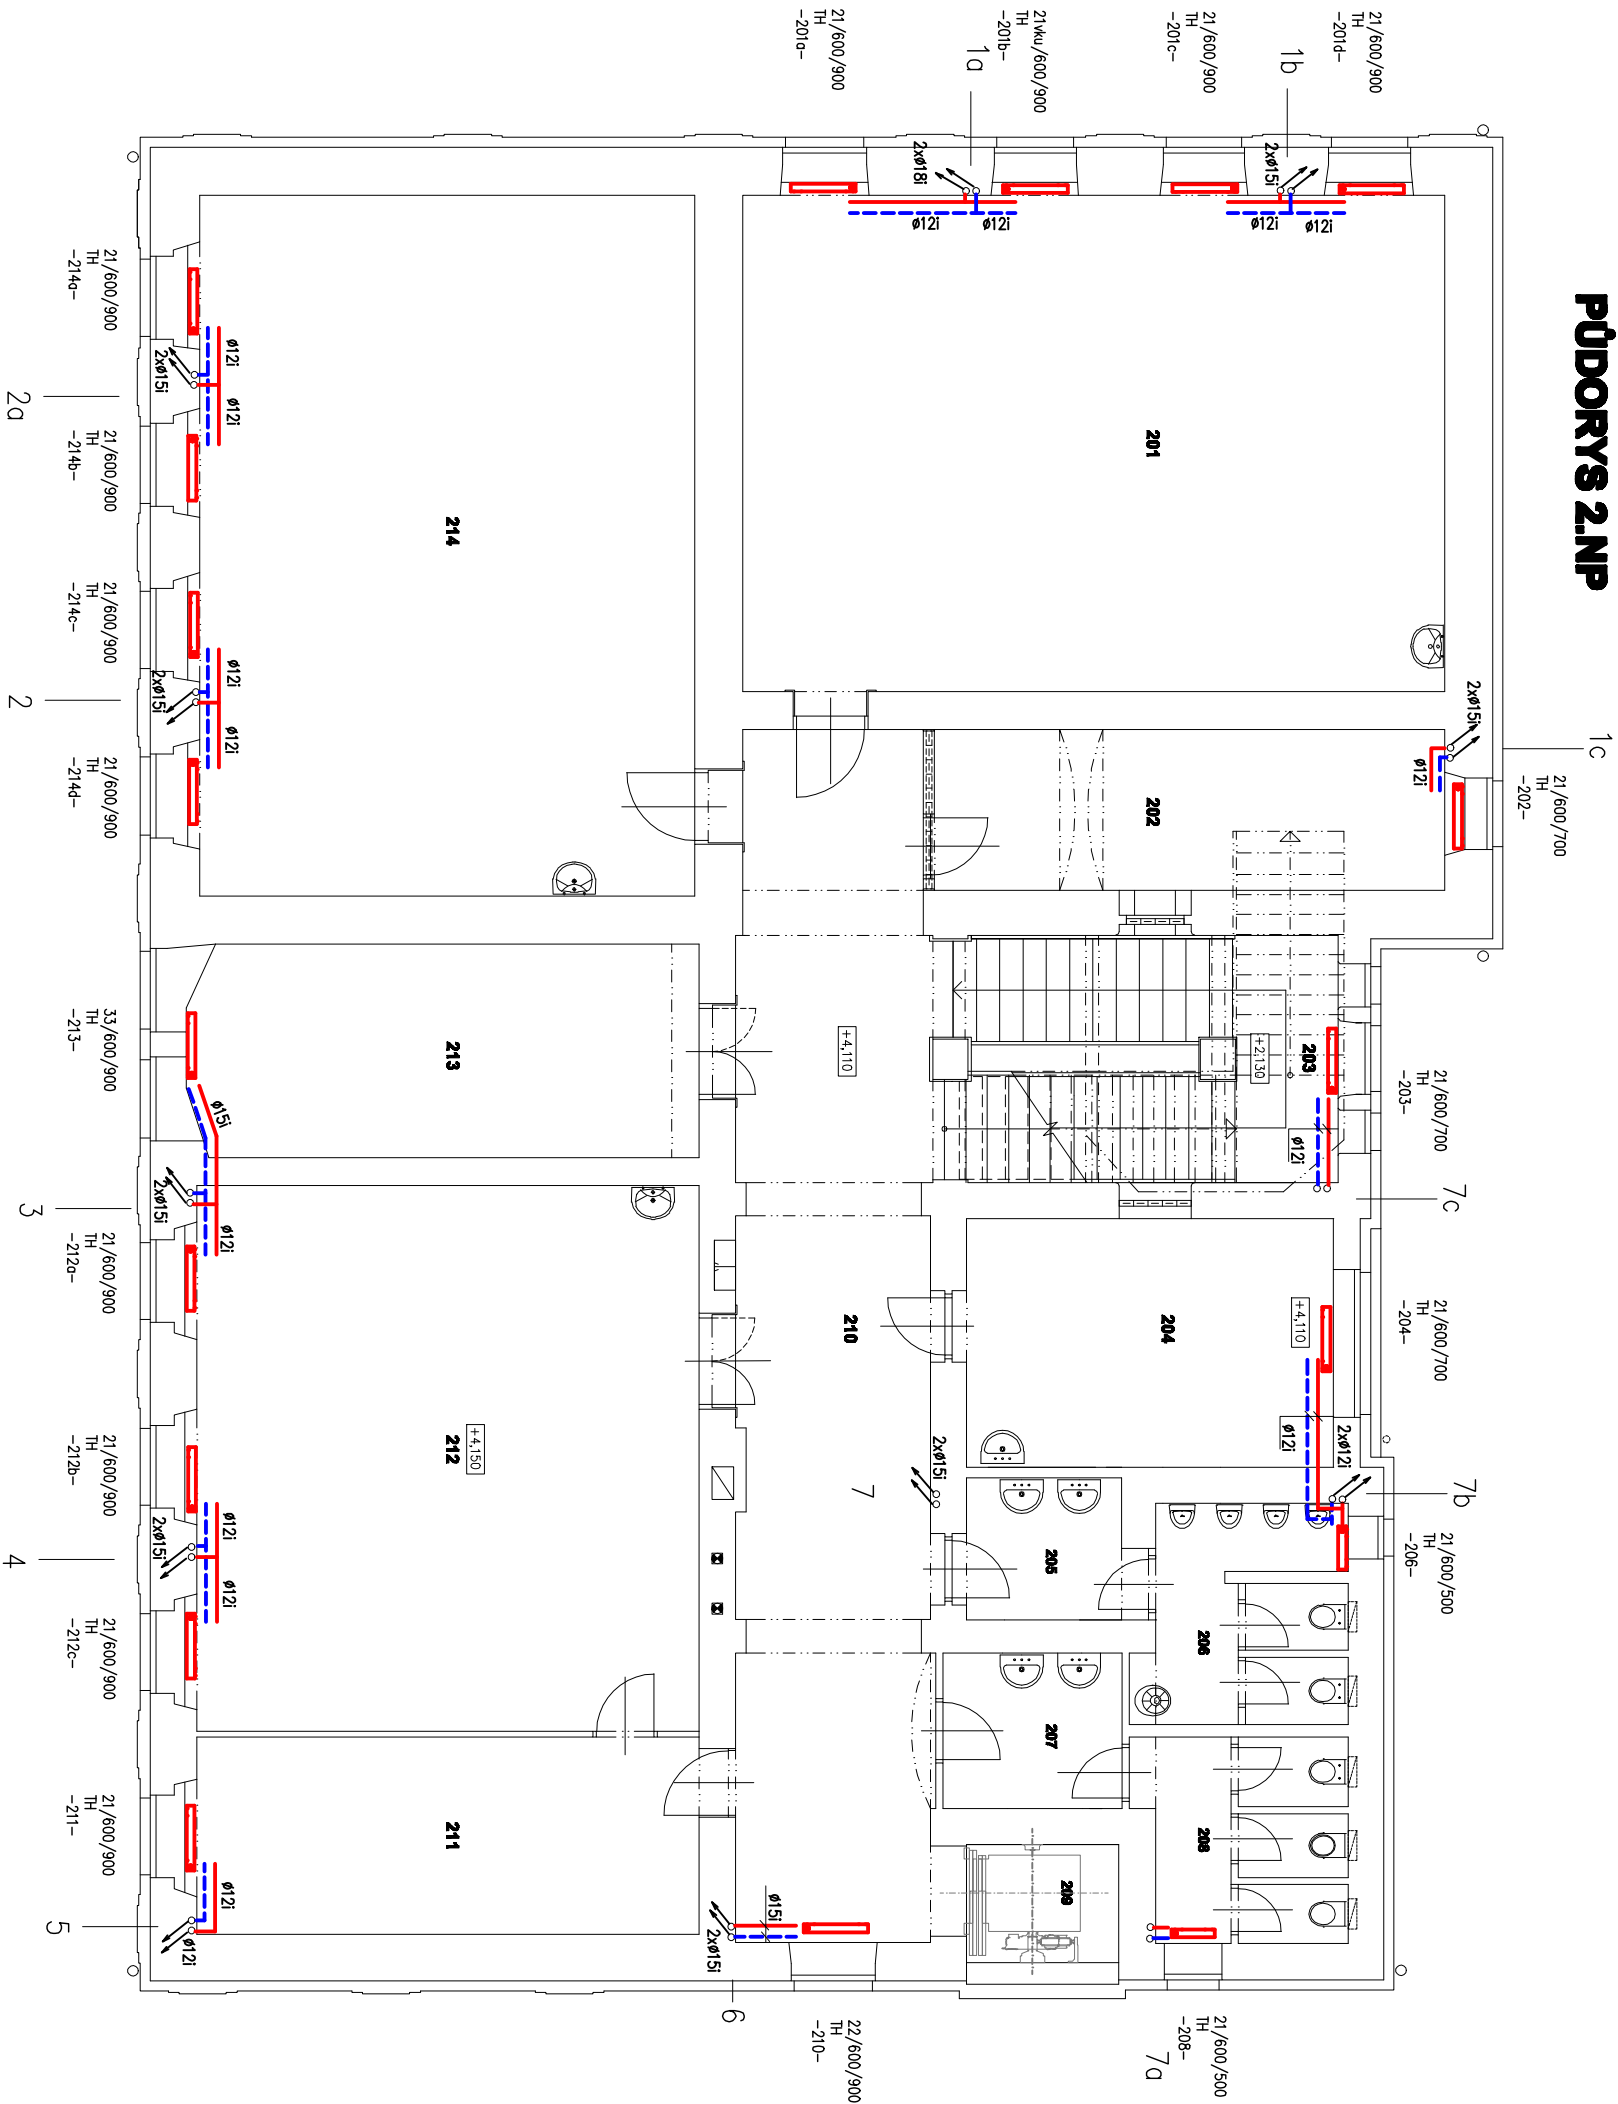 PŮDORYS 2.NP
21/600/900
TH
-201d-
1b
21/600/900
TH
-201c-
21vku/600/900
TH
-201b-
1a
21/600/900
TH
-201a-
2xø15i
ø12i
ø12i
2xø18i
ø12i
ø12i
201
21/600/900
TH
-214a-
ø12i
2xø15i
ø12i
2a
21/600/900
TH
-214b-
214
21/600/900
TH
-214c-
ø12i
2xø15i
ø12i
2
21/600/900
TH
-214d-
2xø15i
ø12i
1c
21/600/700
TH
-202-
202
203
+2,130
+4,110
213
33/600/900
TH
-213-
21/600/700
TH
-203-
ø12i
7c
ø15i
2xø15i
ø12i
3
21/600/900
TH
-212a-
21/600/700
TH
-204-
+4,110
204
210
ø12i
2xø12i
7b
21/600/500
TH
-206-
2xø15i
7
212
+4,150
21/600/900
TH
-212b-
ø12i
2xø15i
ø12i
4
21/600/900
TH
-212c-
205
206
207
208
209
211
21/600/900
TH
-211-
ø12i
ø12i
5
ø15i
2xø15i
6
22/600/900
TH
-210-
21/600/500
TH
-208-
7a